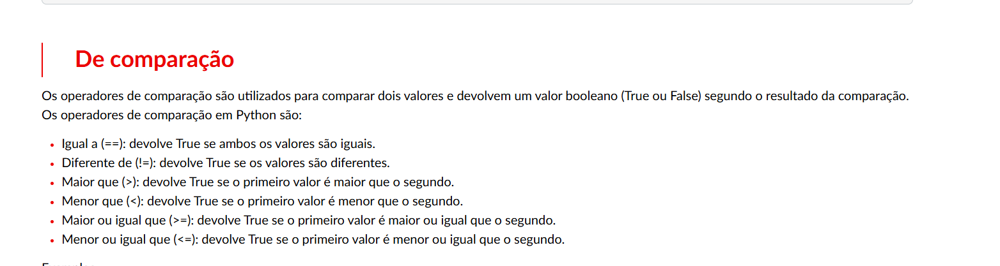 De comparação
Os operadores de comparação são utilizados para comparar dois valores e devolvem um valor booleano (True ou False) segundo o resultado da comparação.
Os operadores de comparação em Python são:
• Igual a (==): devolve True se ambos os valores são iguais.
• Diferente de (!=): devolve True se os valores são diferentes.
• Maior que (>): devolve True se o primeiro valor é maior que o segundo.
• Menor que (<): devolve True se o primeiro valor é menor que o segundo.
• Maior ou igual que (>=): devolve True se o primeiro valor é maior ou igual que o segundo.
• Menor ou igual que (<=): devolve True se o primeiro valor é menor ou igual que o segundo.